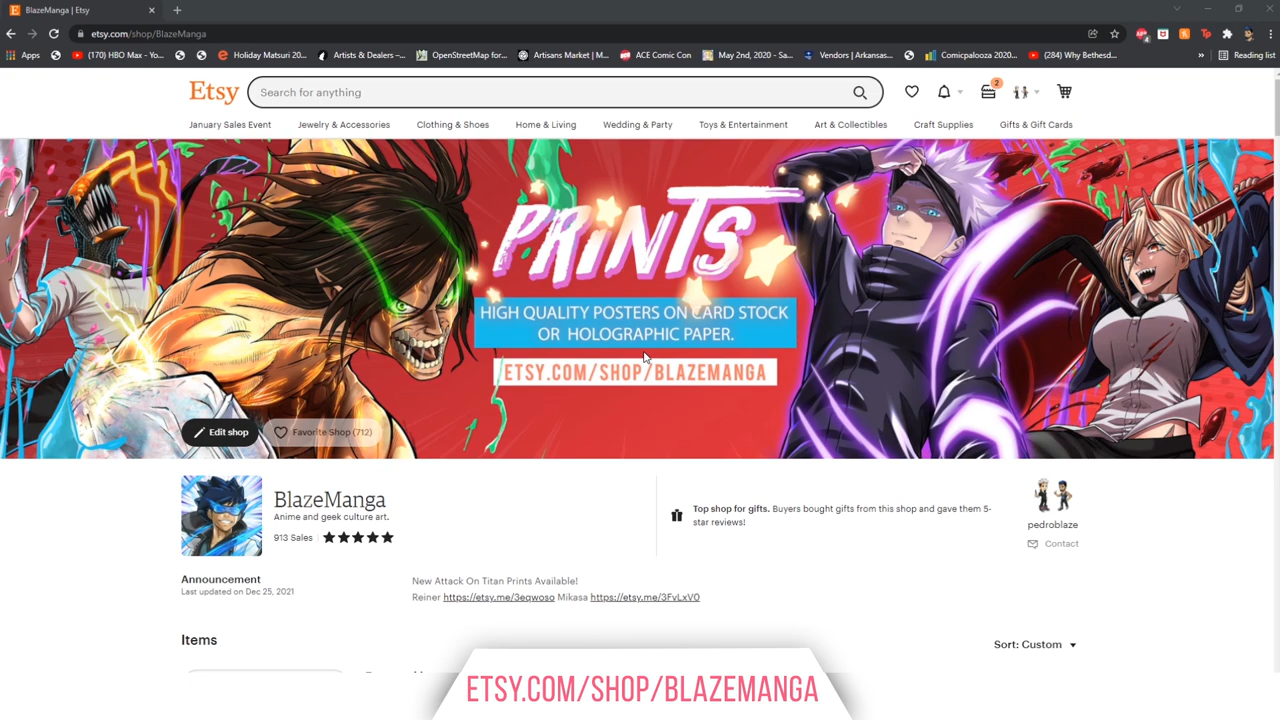 BlazeManga | Etsy
etsy.com/shop/BlazeManga
Apps
(170) HBO Max - Yo...
Holiday Matsuri 20...
Artists & Dealers –...
OpenStreetMap for...
Artisans Market | M...
ACE Comic Con
May 2nd, 2020 - Sa...
Vendors | Arkansas...
Comicpalooza 2020...
(284) Why Bethesd...
»
Reading list
Etsy
Search for anything
2
January Sales Event
Jewelry & Accessories
Clothing & Shoes
Home & Living
Wedding & Party
Toys & Entertainment
Art & Collectibles
Craft Supplies
Gifts & Gift Cards
PRINTS
HIGH QUALITY POSTERS ON CARD STOCK
OR HOLOGRAPHIC PAPER.
ETSY.COM/SHOP/BLAZEMANGA
Edit shop
Favorite Shop (712)
BlazeManga
Anime and geek culture art.
913 Sales
Top shop for gifts. Buyers bought gifts from this shop and gave them 5-
star reviews!
pedroblaze
Contact
Announcement
Last updated on Dec 25, 2021
New Attack On Titan Prints Available!
Reiner https://etsy.me/3eqwoso Mikasa https://etsy.me/3FvLxV0
Items
Sort: Custom
ETSY.COM/SHOP/BLAZEMANGA